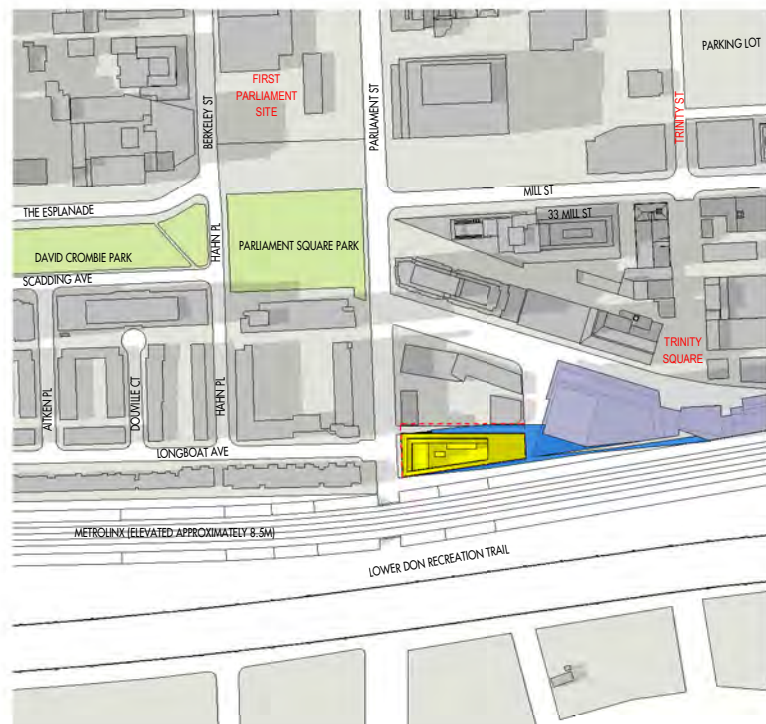 PARKING LOT
FIRST
PARLIAMENT
SITE
BERKELEY ST
PARLIAMENT ST
TRINITY ST
MILL ST
THE ESPLANADE
33 MILL ST
HAHN PL
PARLIAMENT SQUARE PARK
DAVID CROMBIE PARK
SCADDING AVE
TRINITY
SQUARE
AITKEN PL
DOUVILLE CT
HAHN PL
LONGBOAT AVE
METROLINX (ELEVATED APPROXIMATELY 8.5M)
LOWER DON RECREATION TRAIL